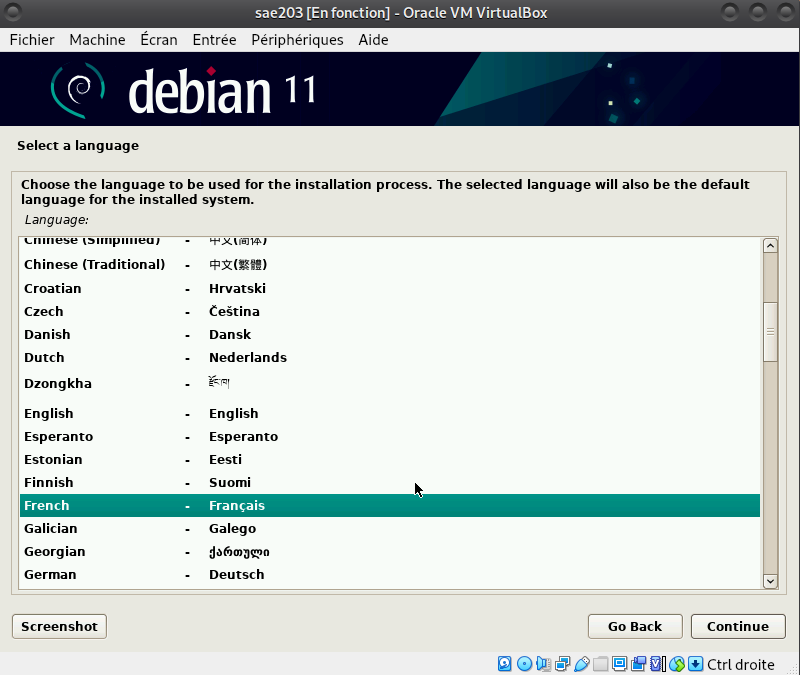 sae203 [En fonction] - Oracle VM VirtualBox
Fichier Machine Écran Entrée Périphériques Aide
debian 11
Select a language
Choose the language to be used for the installation process. The selected language will also be the default
language for the installed system.
Language:
Chinese (Simplified) - 中文(简体)
Chinese (Traditional) - 中文(繁體)
Croatian - Hrvatski
Czech - Čeština
Danish - Dansk
Dutch - Nederlands
Dzongkha - རྫོང་ཁ།
English - English
Esperanto - Esperanto
Estonian - Eesti
Finnish - Suomi
French - Français
Galician - Galego
Georgian - ქართული
German - Deutsch
Screenshot Go Back Continue
Ctrl droite